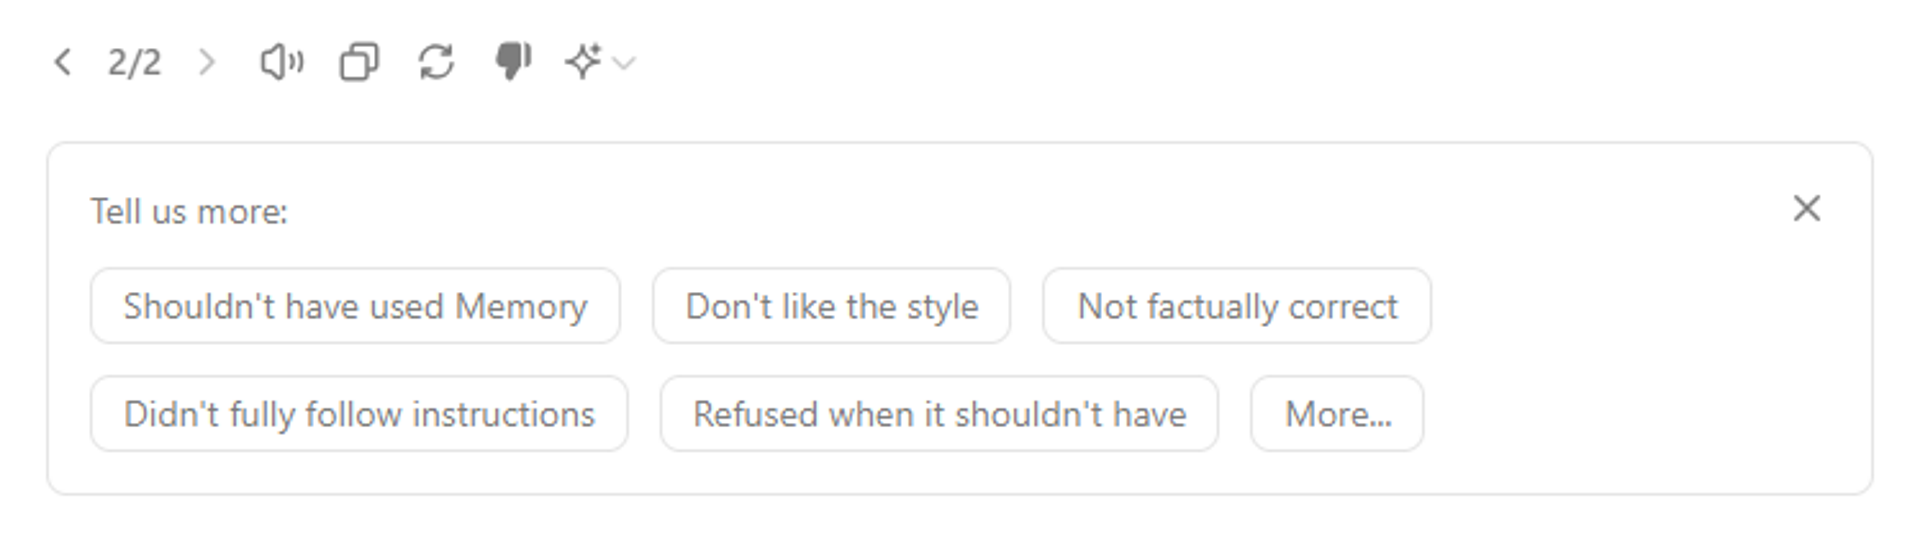 2/2
Tell us more:
Shouldn't have used Memory Don't like the style Not factually correct
Didn't fully follow instructions Refused when it shouldn't have More...